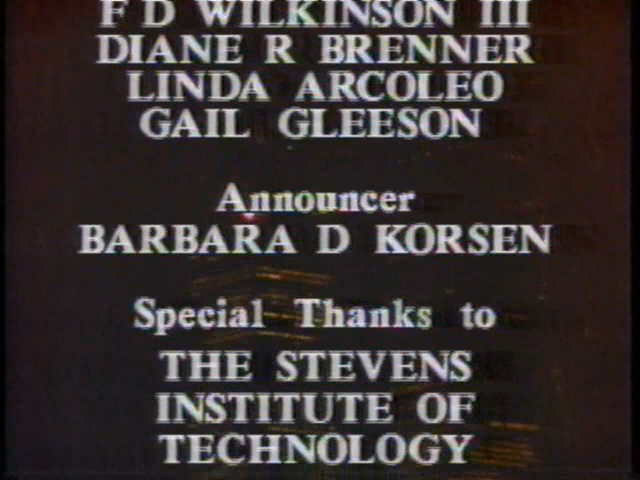 F D WILKINSON III
DIANE R BRENNER
LINDA ARCOLEO
GAIL GLEESON
Announcer
BARBARA D KORSEN
Special Thanks to
THE STEVENS
INSTITUTE OF
TECHNOLOGY